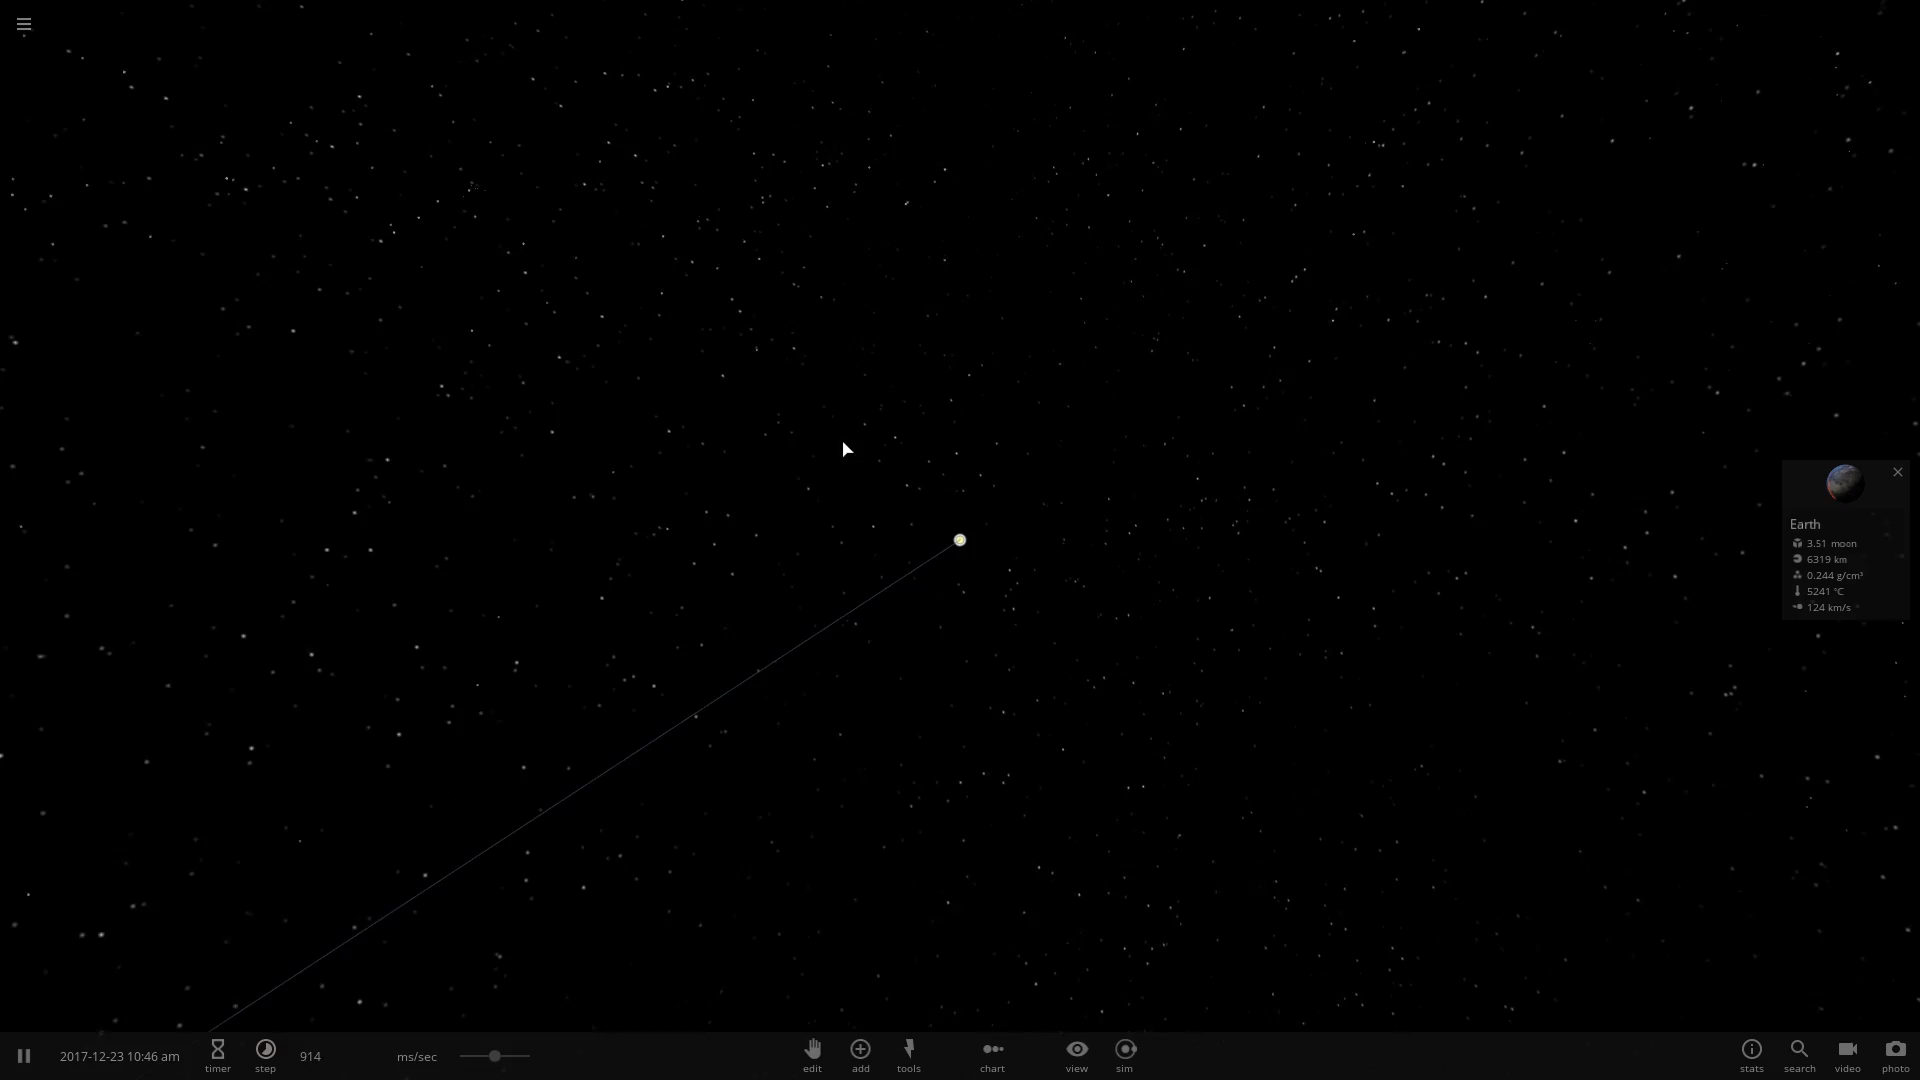 Earth
3.51 moon
6319 km
0.244 g/cm³
5241 °C
124 km/s
2017-12-23 10:46 am
timer
step
914
ms/sec
edit
add
tools
chart
view
sim
stats
search
video
photo